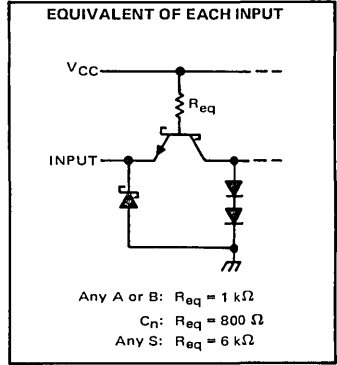 EQUIVALENT OF EACH INPUT
VCC
Req
INPUT
Any A or B: Req = 1 kΩ
Cn: Req = 800 Ω
Any S: Req = 6 kΩ